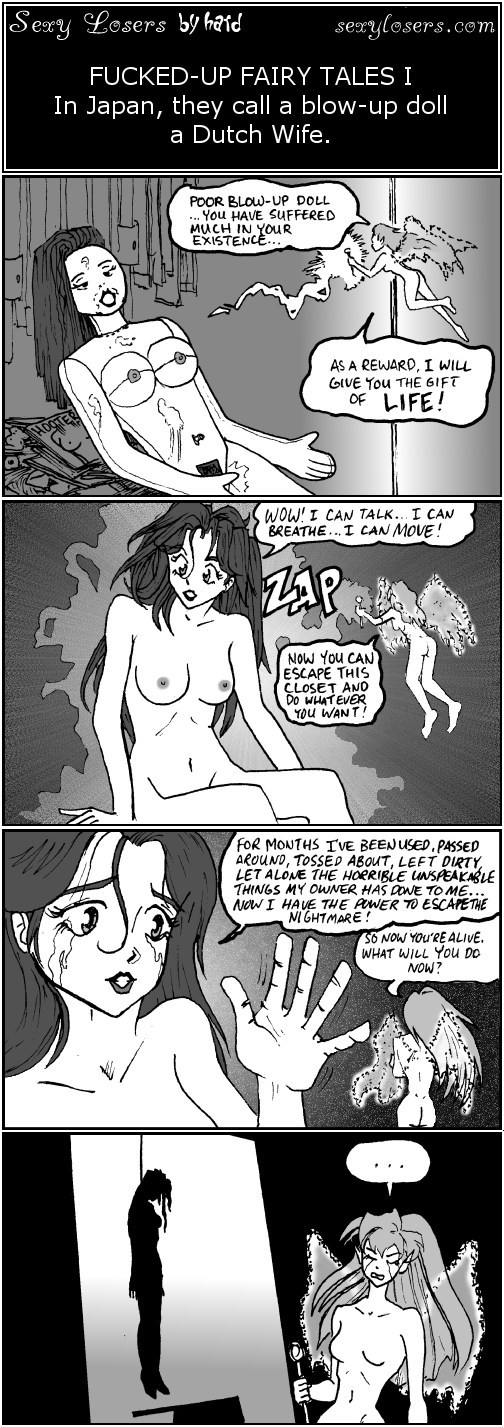 Sexy Losers by hard
sexylosers.com
FUCKED-UP FAIRY TALES I
In Japan, they call a blow-up doll
a Dutch Wife.
POOR BLOW-UP DOLL
...YOU HAVE SUFFERED
MUCH IN YOUR
EXISTENCE...
AS A REWARD, I WILL
GIVE YOU THE GIFT
OF LIFE!
WOW! I CAN TALK... I CAN
BREATHE... I CAN MOVE!
ZAP
NOW YOU CAN
ESCAPE THIS
CLOSET AND
DO WHATEVER
YOU WANT!
FOR MONTHS I'VE BEEN USED, PASSED
AROUND, TOSSED ABOUT, LEFT DIRTY,
LET ALONE THE HORRIBLE UNSPEAKABLE
THINGS MY OWNER HAS DONE TO ME...
NOW I HAVE THE POWER TO ESCAPE THE
NIGHTMARE!
SO NOW YOU'RE ALIVE.
WHAT WILL YOU DO
NOW?
...